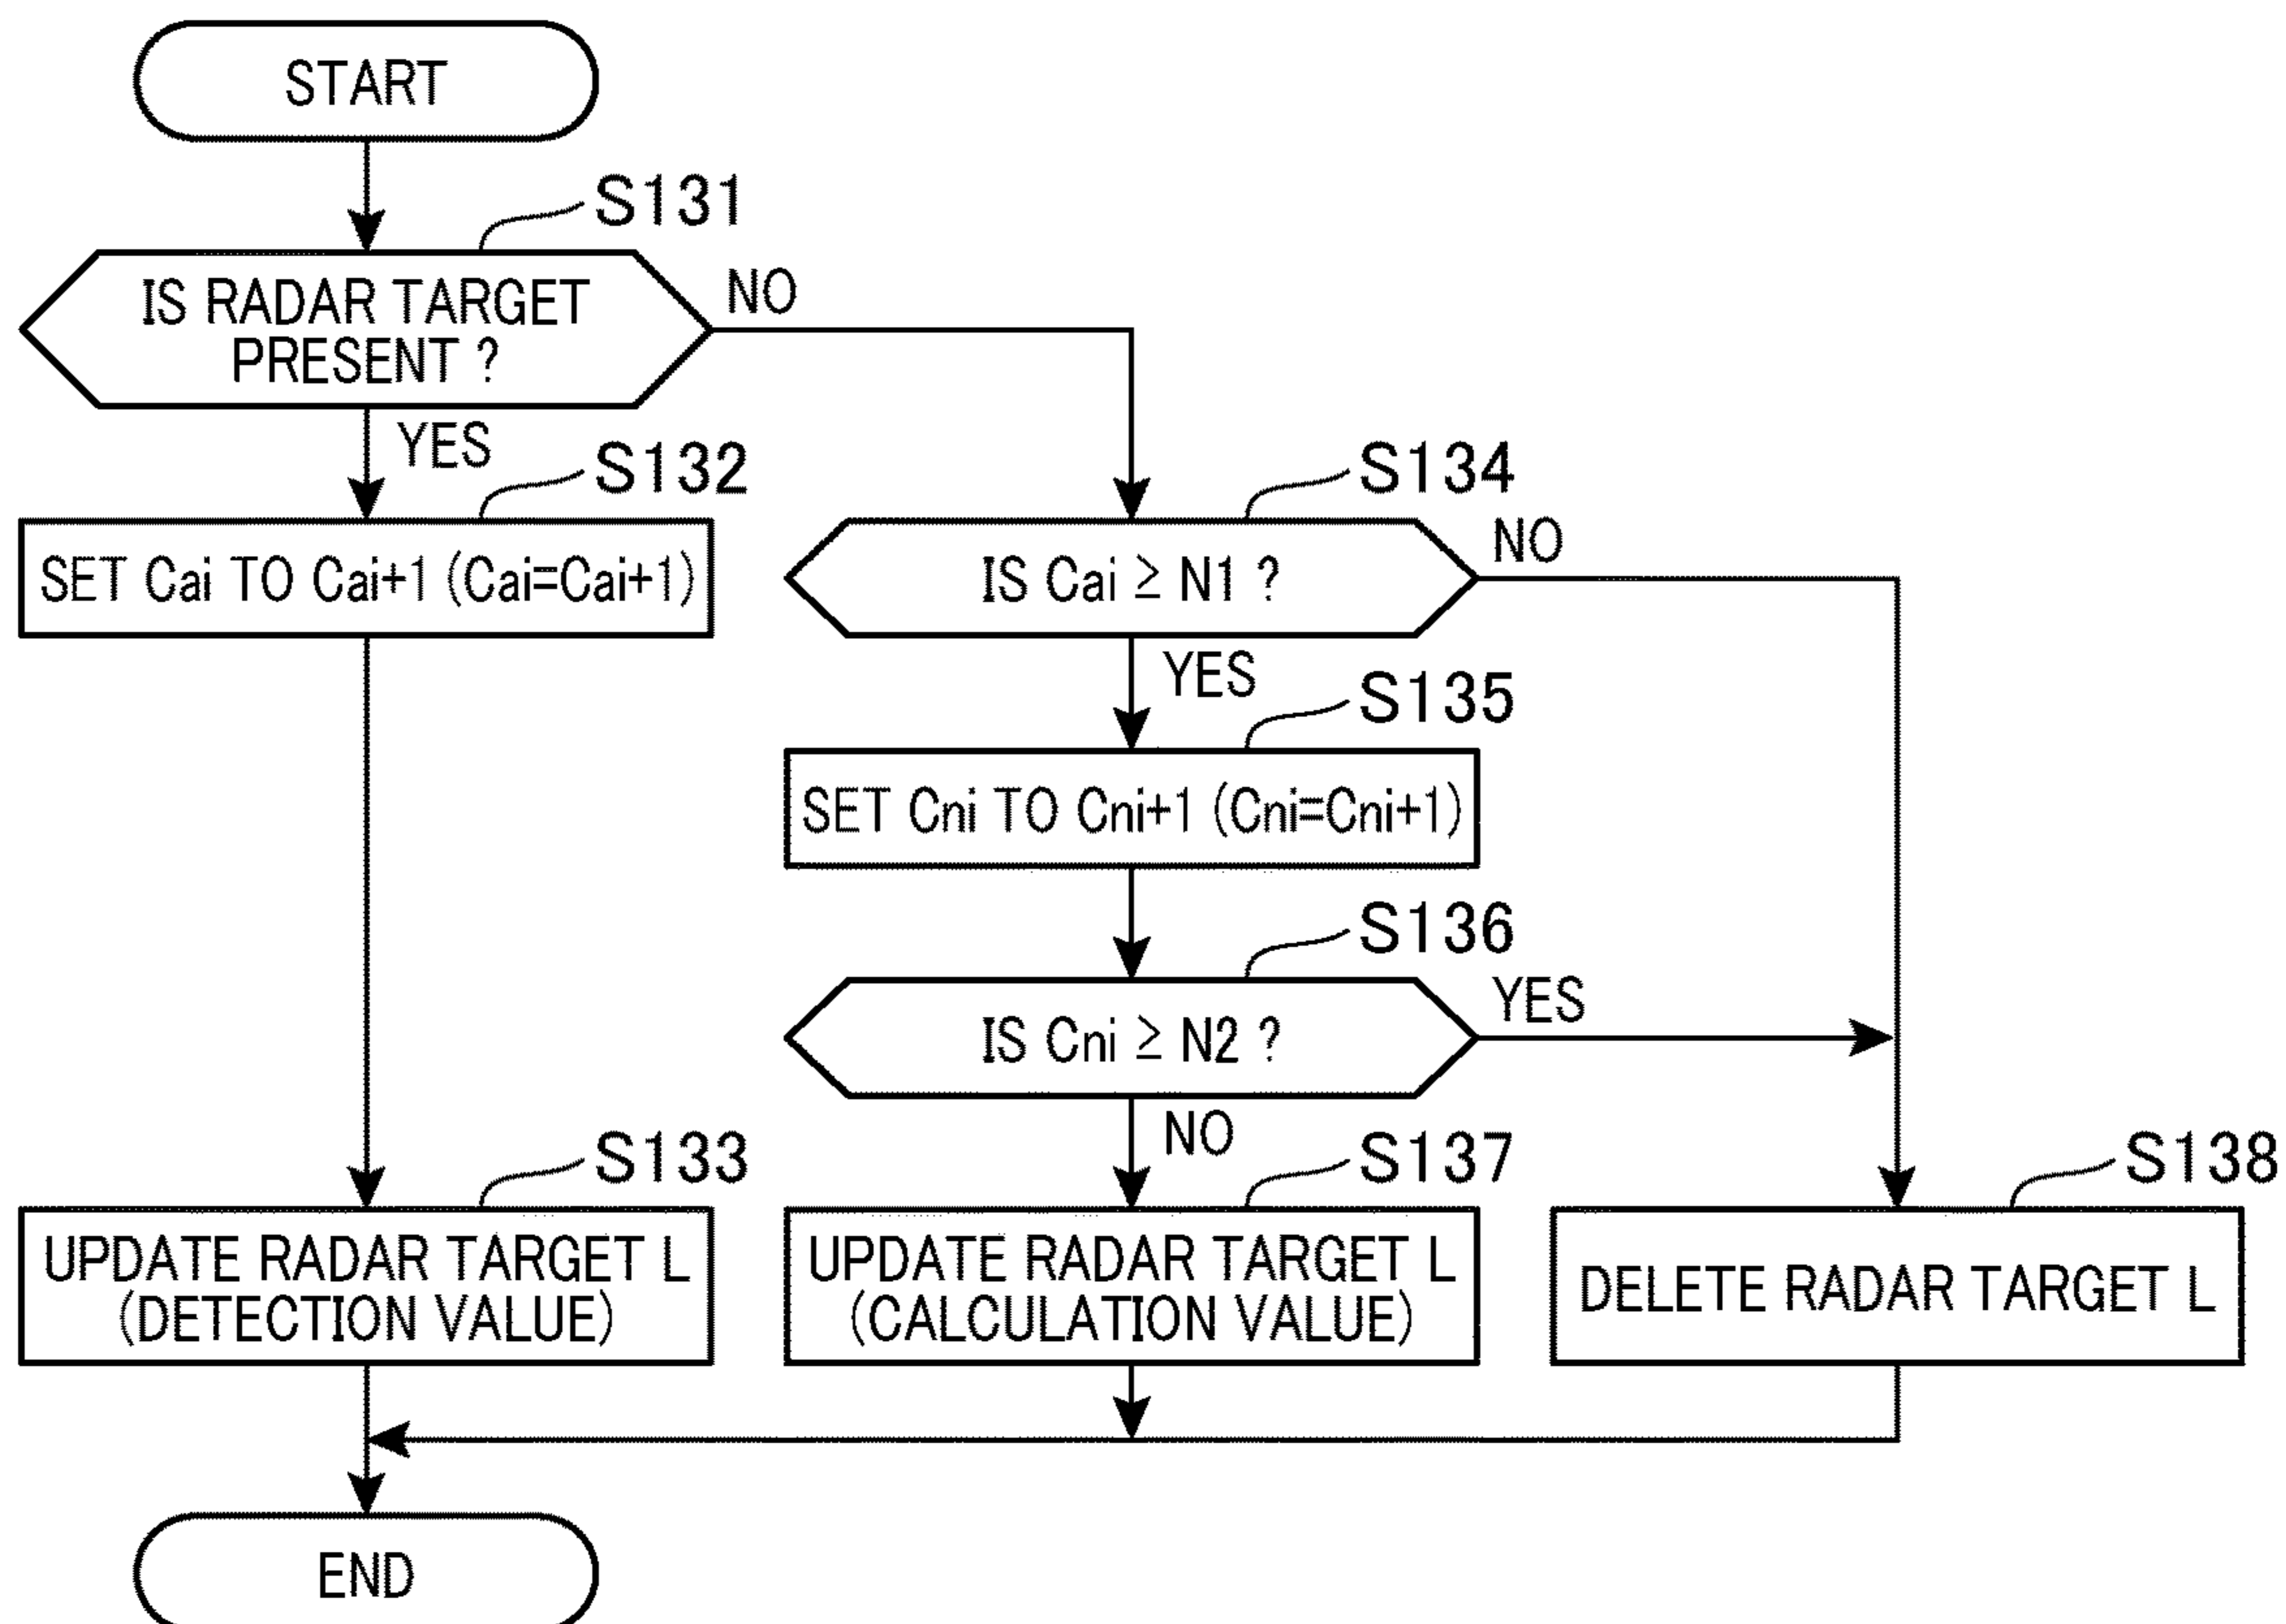 START
S131
IS RADAR TARGET
PRESENT ?
NO
YES
S132
SET Cai TO Cai+1 (Cai=Cai+1)
S134
IS Cai ≥ N1 ?
NO
YES
S135
SET Cni TO Cni+1 (Cni=Cni+1)
S136
IS Cni ≥ N2 ?
YES
NO
S133
UPDATE RADAR TARGET L
(DETECTION VALUE)
S137
UPDATE RADAR TARGET L
(CALCULATION VALUE)
S138
DELETE RADAR TARGET L
END